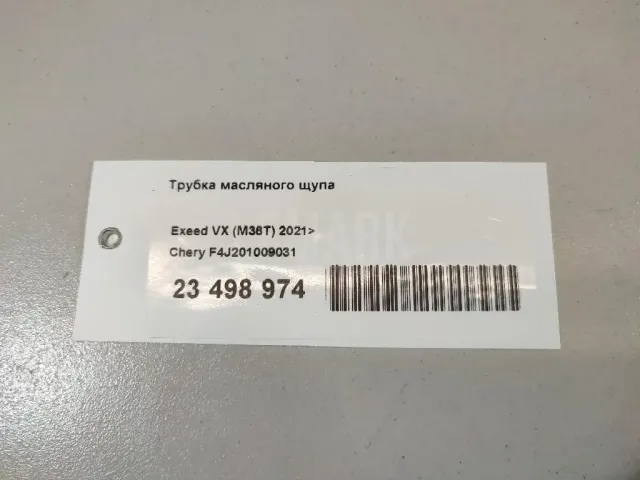 Трубка масляного щупа
Exeed VX (M36T) 2021>
Chery F4J201009031
23 498 974